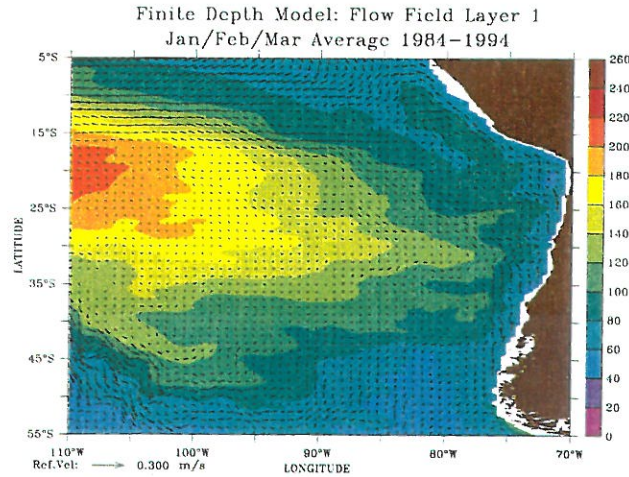 Finite Depth Model: Flow Field Layer 1
Jan/Feb/Mar Average 1984-1994
5°S
15°S
25°S
35°S
45°S
55°S
LATITUDE
110°W
100°W
90°W
80°W
70°W
LONGITUDE
Ref.Vel: 0.300 m/s
260
240
220
200
180
160
140
120
100
80
60
40
20
0